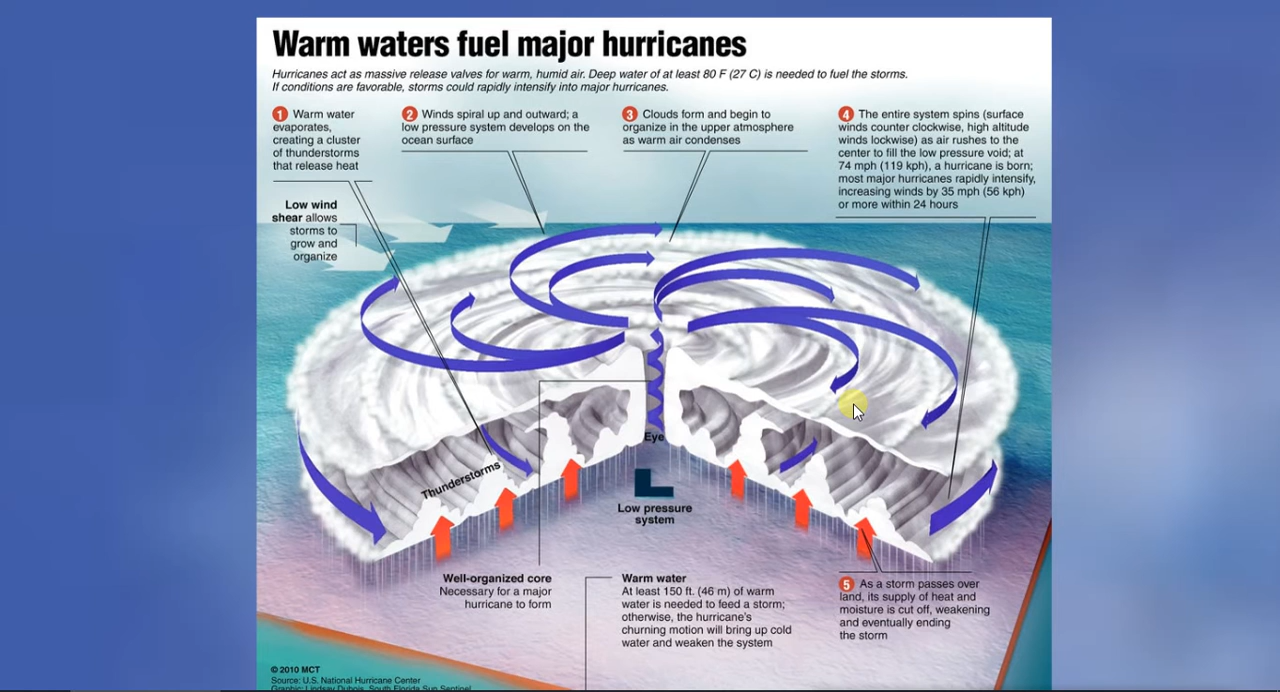 Warm waters fuel major hurricanes
Hurricanes act as massive release valves for warm, humid air. Deep water of at least 80 F (27 C) is needed to fuel the storms.
If conditions are favorable, storms could rapidly intensify into major hurricanes.
1 Warm water
evaporates,
creating a cluster
of thunderstorms
that release heat
2 Winds spiral up and outward; a
low pressure system develops on the
ocean surface
3 Clouds form and begin to
organize in the upper atmosphere
as warm air condenses
4 The entire system spins (surface
winds counter clockwise, high altitude
winds lockwise) as air rushes to the
center to fill the low pressure void; at
74 mph (119 kph), a hurricane is born;
most major hurricanes rapidly intensify,
increasing winds by 35 mph (56 kph)
or more within 24 hours
Low wind
shear allows
storms to
grow and
organize
Eye
Thunderstorms
L
Low pressure
system
Well-organized core
Necessary for a major
hurricane to form
Warm water
At least 150 ft. (46 m) of warm
water is needed to feed a storm;
otherwise, the hurricane's
churning motion will bring up cold
water and weaken the system
5 As a storm passes over
land, its supply of heat and
moisture is cut off, weakening
and eventually ending
the storm
© 2010 MCT
Source: U.S. National Hurricane Center
Graphic: Lindsay Dubois, South Florida Sun Sentinel